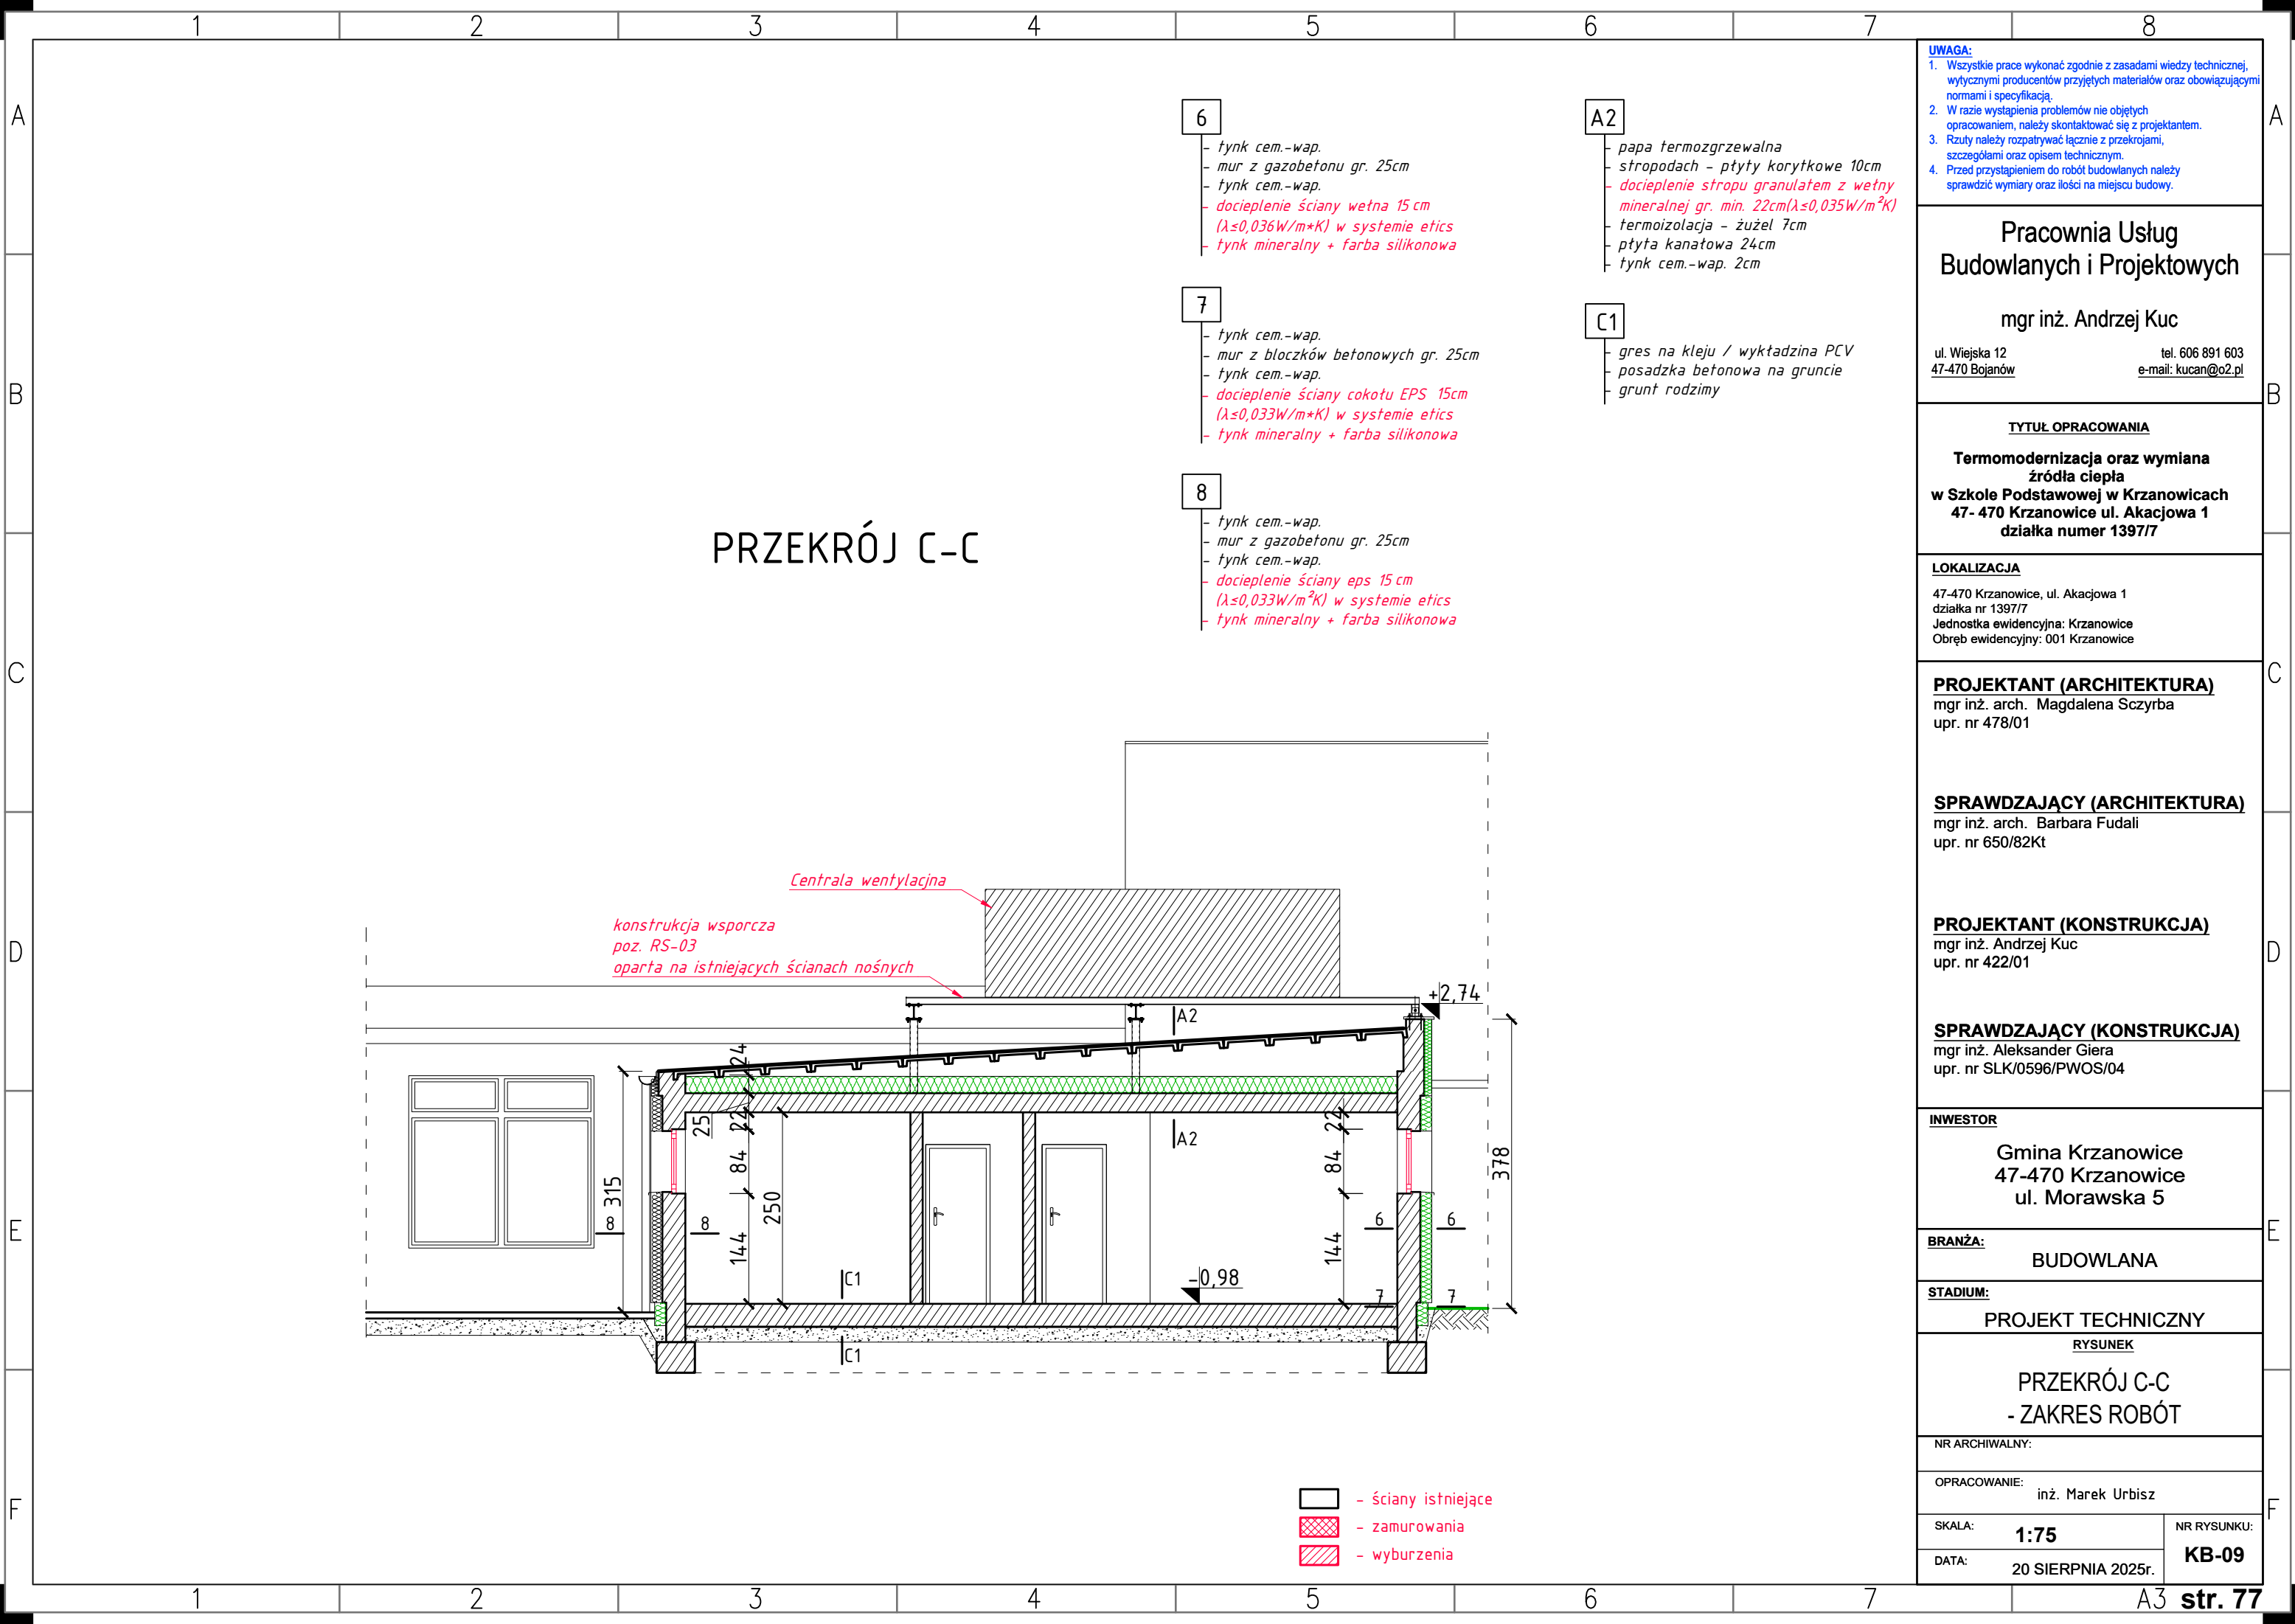 1 2 3 4 5 6 7 8
A
B
C
D
E
F
A
B
C
D
E
F
6
- tynk cem.-wap.
- mur z gazobetonu gr. 25cm
- tynk cem.-wap.
- docieplenie ściany wełna 15 cm
(λ≤0,036W/m*K) w systemie etics
- tynk mineralny + farba silikonowa
7
- tynk cem.-wap.
- mur z bloczków betonowych gr. 25cm
- tynk cem.-wap.
- docieplenie ściany cokołu EPS 15cm
(λ≤0,033W/m*K) w systemie etics
- tynk mineralny + farba silikonowa
8
- tynk cem.-wap.
- mur z gazobetonu gr. 25cm
- tynk cem.-wap.
- docieplenie ściany eps 15 cm
(λ≤0,033W/m²K) w systemie etics
- tynk mineralny + farba silikonowa
A2
- papa termozgrzewalna
- stropodach - płyty korytkowe 10cm
- docieplenie stropu granulatem z wełny
mineralnej gr. min. 22cm(λ≤0,035W/m²K)
- termoizolacja - żużel 7cm
- płyta kanałowa 24cm
- tynk cem.-wap. 2cm
C1
- gres na kleju / wykładzina PCV
- posadzka betonowa na gruncie
- grunt rodzimy
PRZEKRÓJ C-C
Centrala wentylacjna
konstrukcja wsporcza
poz. RS-03
oparta na istniejących ścianach nośnych
+2,74
A2
24
25
22
22
A2
84
84
378
315
250
8
8
6
6
144
144
C1
-0,98
7
7
C1
- ściany istniejące
- zamurowania
- wyburzenia
UWAGA:
1. Wszystkie prace wykonać zgodnie z zasadami wiedzy technicznej,
wytycznymi producentów przyjętych materiałów oraz obowiązującymi
normami i specyfikacją.
2. W razie wystąpienia problemów nie objętych
opracowaniem, należy skontaktować się z projektantem.
3. Rzuty należy rozpatrywać łącznie z przekrojami,
szczegółami oraz opisem technicznym.
4. Przed przystąpieniem do robót budowlanych należy
sprawdzić wymiary oraz ilości na miejscu budowy.
Pracownia Usług
Budowlanych i Projektowych
mgr inż. Andrzej Kuc
ul. Wiejska 12 tel. 606 891 603
47-470 Bojanów e-mail: kucan@o2.pl
TYTUŁ OPRACOWANIA
Termomodernizacja oraz wymiana
źródła ciepła
w Szkole Podstawowej w Krzanowicach
47- 470 Krzanowice ul. Akacjowa 1
działka numer 1397/7
LOKALIZACJA
47-470 Krzanowice, ul. Akacjowa 1
działka nr 1397/7
Jednostka ewidencyjna: Krzanowice
Obręb ewidencyjny: 001 Krzanowice
PROJEKTANT (ARCHITEKTURA)
mgr inż. arch. Magdalena Sczyrba
upr. nr 478/01
SPRAWDZAJĄCY (ARCHITEKTURA)
mgr inż. arch. Barbara Fudali
upr. nr 650/82Kt
PROJEKTANT (KONSTRUKCJA)
mgr inż. Andrzej Kuc
upr. nr 422/01
SPRAWDZAJĄCY (KONSTRUKCJA)
mgr inż. Aleksander Giera
upr. nr SLK/0596/PWOS/04
INWESTOR
Gmina Krzanowice
47-470 Krzanowice
ul. Morawska 5
BRANŻA:
BUDOWLANA
STADIUM:
PROJEKT TECHNICZNY
RYSUNEK
PRZEKRÓJ C-C
- ZAKRES ROBÓT
NR ARCHIWALNY:
OPRACOWANIE:
inż. Marek Urbisz
SKALA: 1:75
NR RYSUNKU:
KB-09
DATA: 20 SIERPNIA 2025r.
1 2 3 4 5 6 7 A3 str. 77